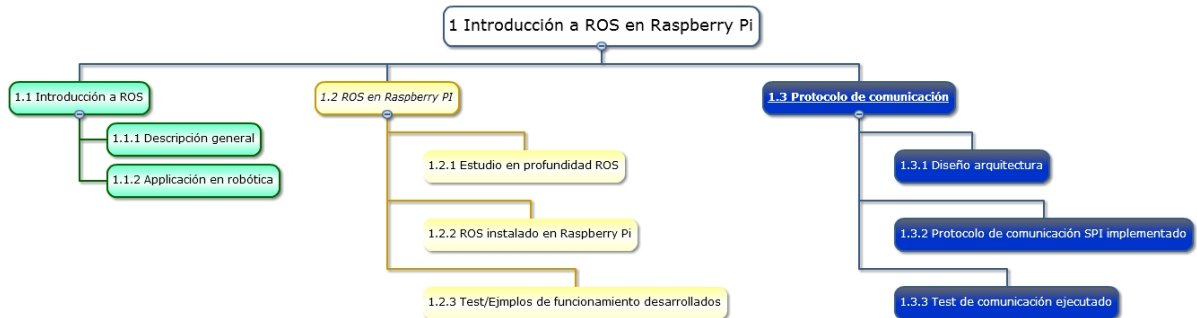 1 Introducción a ROS en Raspberry Pi
1.1 Introducción a ROS
1.1.1 Descripción general
1.1.2 Applicación en robótica
1.2 ROS en Raspberry PI
1.2.1 Estudio en profundidad ROS
1.2.2 ROS instalado en Raspberry Pi
1.2.3 Test/Ejmplos de funcionamiento desarrollados
1.3 Protocolo de comunicación
1.3.1 Diseño arquitectura
1.3.2 Protocolo de comunicación SPI implementado
1.3.3 Test de comunicación ejecutado